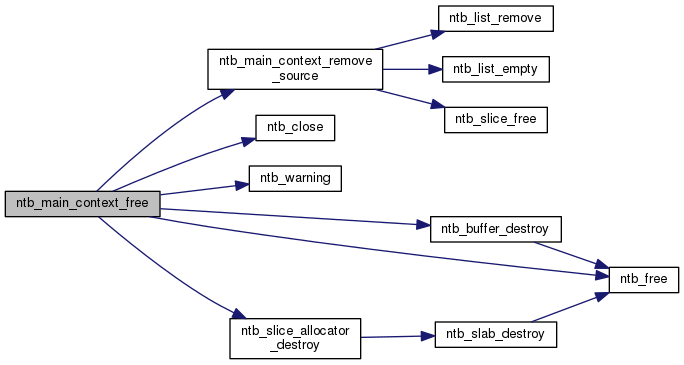 ntb_main_context_free
ntb_main_context_remove
_source
ntb_close
ntb_warning
ntb_buffer_destroy
ntb_slice_allocator
_destroy
ntb_list_remove
ntb_list_empty
ntb_slice_free
ntb_slab_destroy
ntb_free